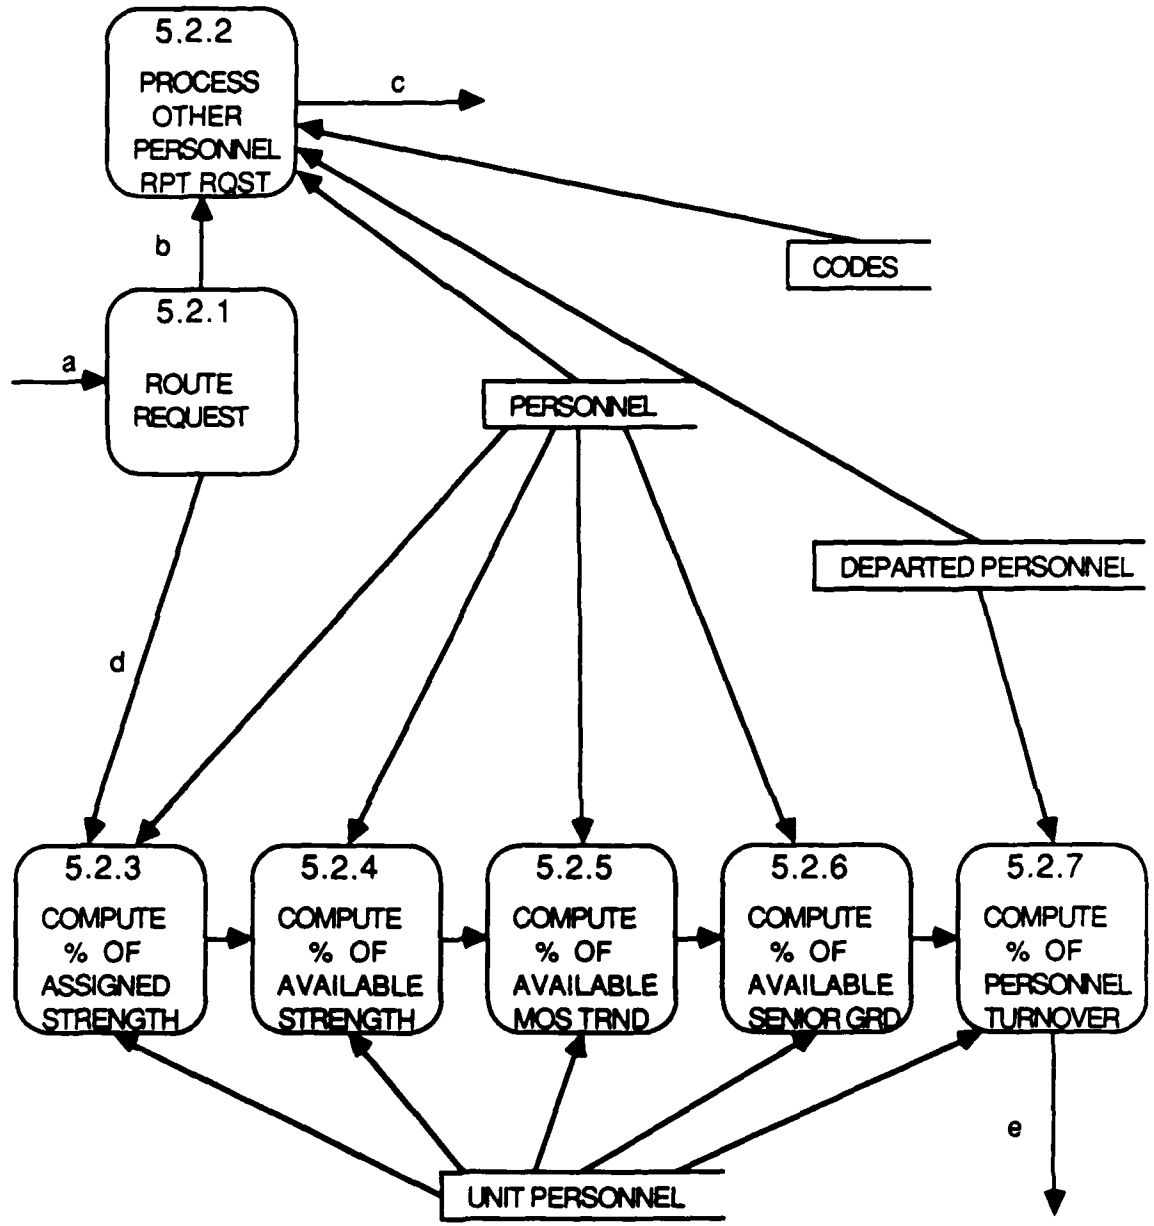 5.2.2
PROCESS
OTHER
PERSONNEL
RPT RQST
c
b
CODES
5.2.1
a
ROUTE
REQUEST
PERSONNEL
DEPARTED PERSONNEL
d
5.2.3
COMPUTE
% OF
ASSIGNED
STRENGTH
5.2.4
COMPUTE
% OF
AVAILABLE
STRENGTH
5.2.5
COMPUTE
% OF
AVAILABLE
MOS TRND
5.2.6
COMPUTE
% OF
AVAILABLE
SENIOR GRD
5.2.7
COMPUTE
% OF
PERSONNEL
TURNOVER
e
UNIT PERSONNEL